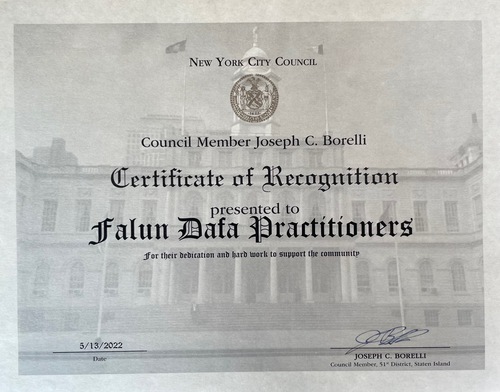 NEW YORK CITY COUNCIL
Council Member Joseph C. Borelli
Certificate of Recognition
presented to
Falun Dafa Practitioners
For their dedication and hard work to support the community
5/13/2022
Date
JOSEPH C. BORELLI
Council Member, 51st District, Staten Island